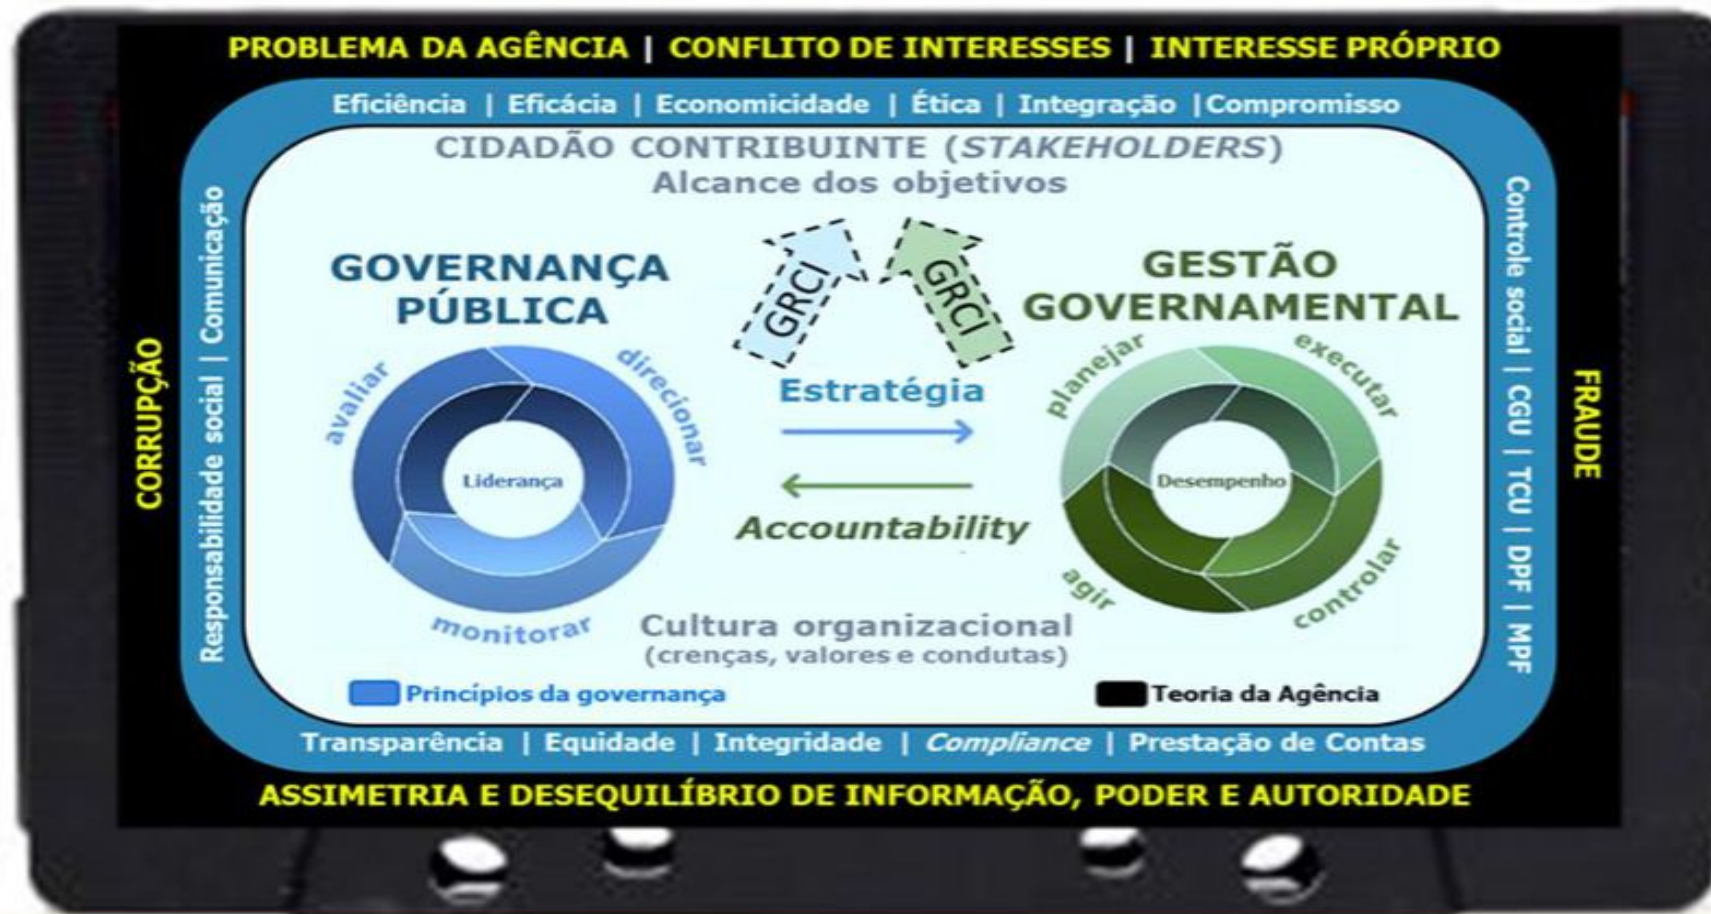 PROBLEMA DA AGÊNCIA | CONFLITO DE INTERESSES | INTERESSE PRÓPRIO
Eficiência | Eficácia | Economicidade | Ética | Integração | Compromisso
CIDADÃO CONTRIBUINTE (STAKEHOLDERS)
Alcance dos objetivos
CORRUPÇÃO
Responsabilidade social | Comunicação
GOVERNANÇA
PÚBLICA
avaliar
direcionar
monitorar
Liderança
GRCI
GRCI
Estratégia
Accountability
GESTÃO
GOVERNAMENTAL
planejar
executar
controlar
agir
Desempenho
Controle social | CGU | TCU | DPF | MPF
FRAUDE
Cultura organizacional
(crenças, valores e condutas)
Princípios da governança
Teoria da Agência
Transparência | Equidade | Integridade | Compliance | Prestação de Contas
ASSIMETRIA E DESEQUILÍBRIO DE INFORMAÇÃO, PODER E AUTORIDADE